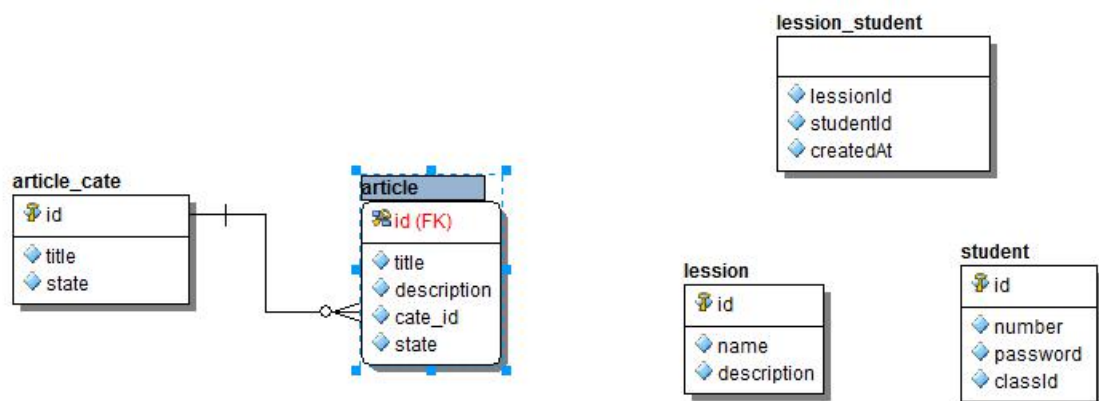 lession_student
lessionId
studentId
createdAt
article_cate
id
title
state
article
id (FK)
title
description
cate_id
state
lession
id
name
description
student
id
number
password
classId